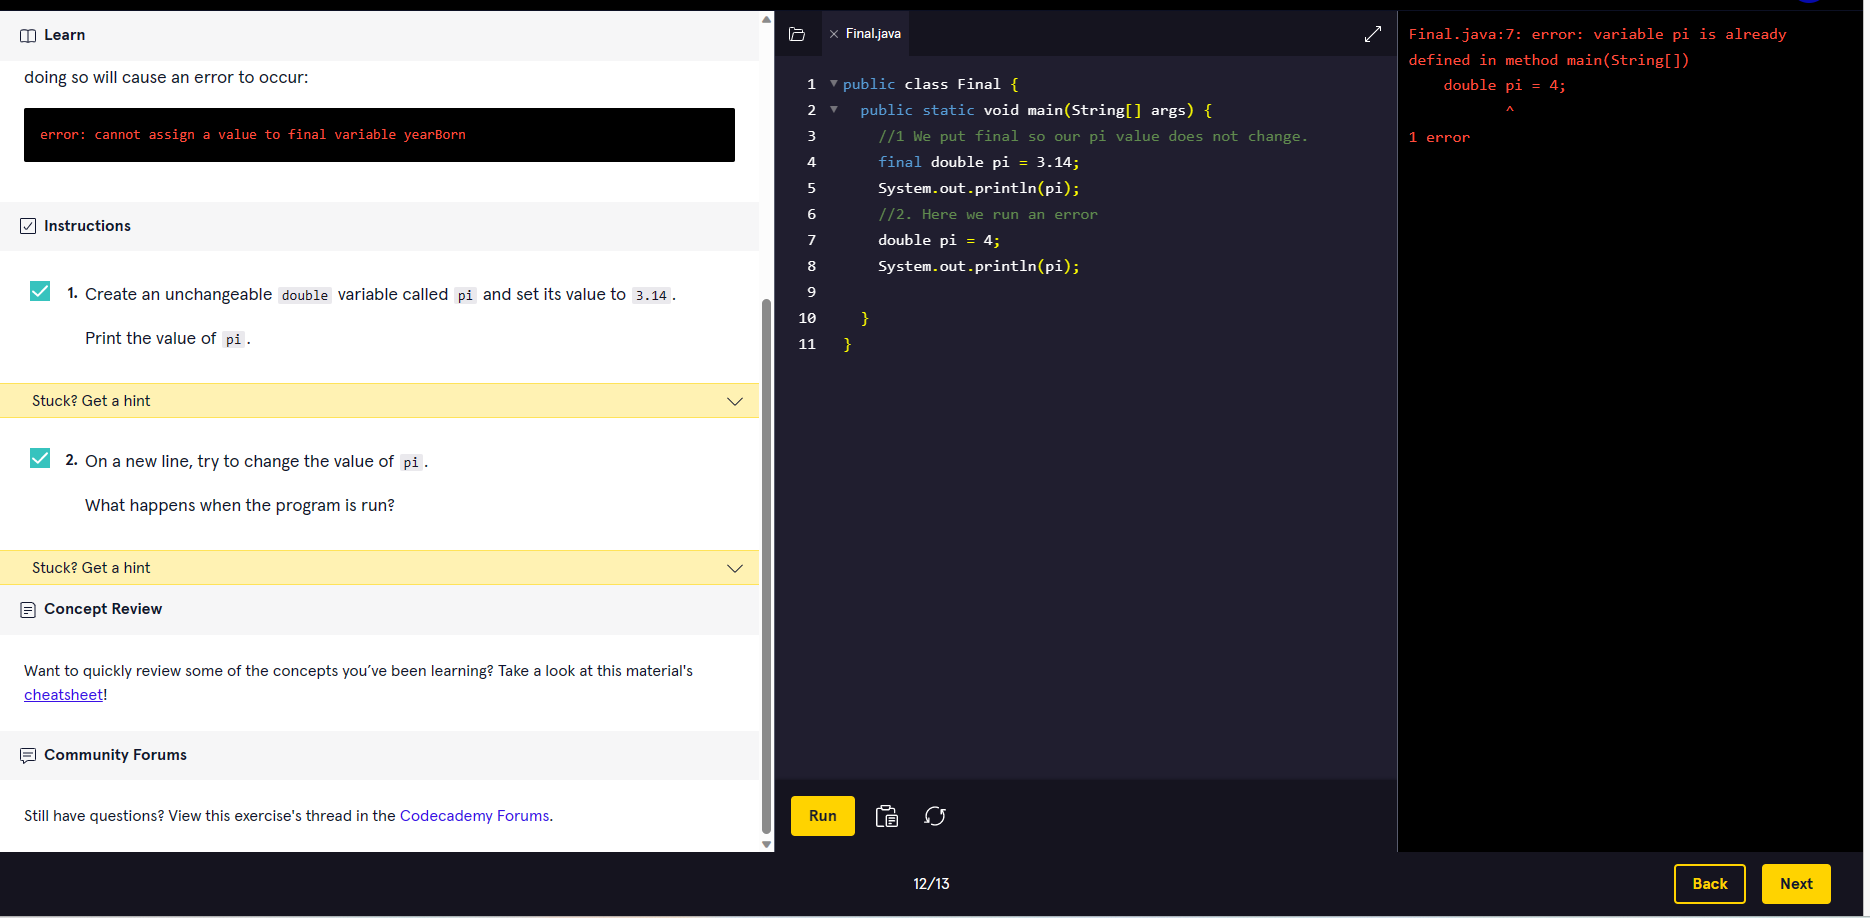 Learn
doing so will cause an error to occur:
error: cannot assign a value to final variable yearBorn
Instructions
1. Create an unchangeable double variable called pi and set its value to 3.14.
Print the value of pi.
Stuck? Get a hint
2. On a new line, try to change the value of pi.
What happens when the program is run?
Stuck? Get a hint
Concept Review
Want to quickly review some of the concepts you've been learning? Take a look at this material's
cheatsheet!
Community Forums
Still have questions? View this exercise's thread in the Codecademy Forums.
Final.java
1 public class Final {
2 public static void main(String[] args) {
3 //1 We put final so our pi value does not change.
4 final double pi = 3.14;
5 System.out.println(pi);
6 //2. Here we run an error
7 double pi = 4;
8 System.out.println(pi);
9
10 }
11 }
Run
Final.java:7: error: variable pi is already
defined in method main(String[])
double pi = 4;
^
1 error
12/13
Back
Next